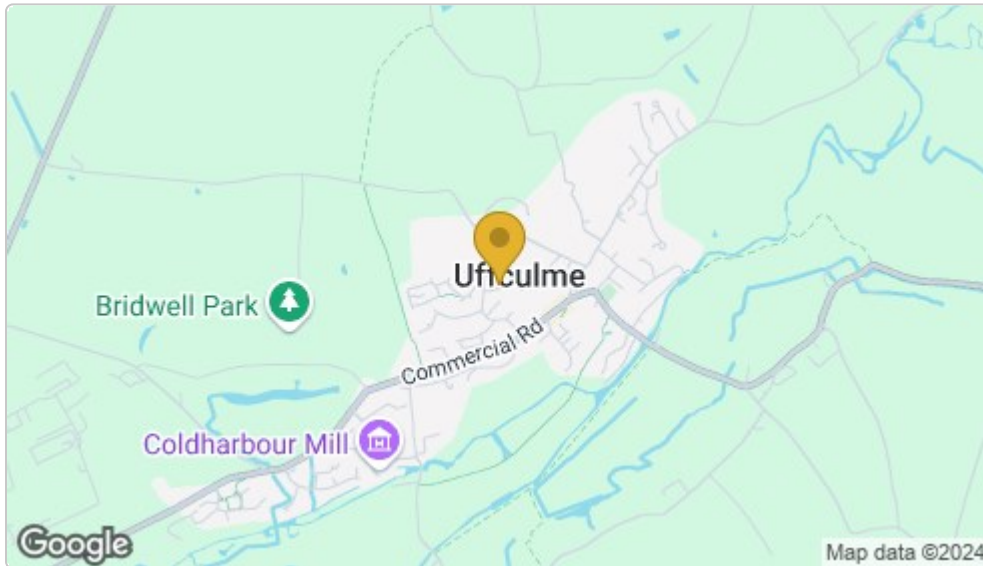 Uffculme
Bridwell Park
Commercial Rd
Coldharbour Mill
Google
Map data ©2024